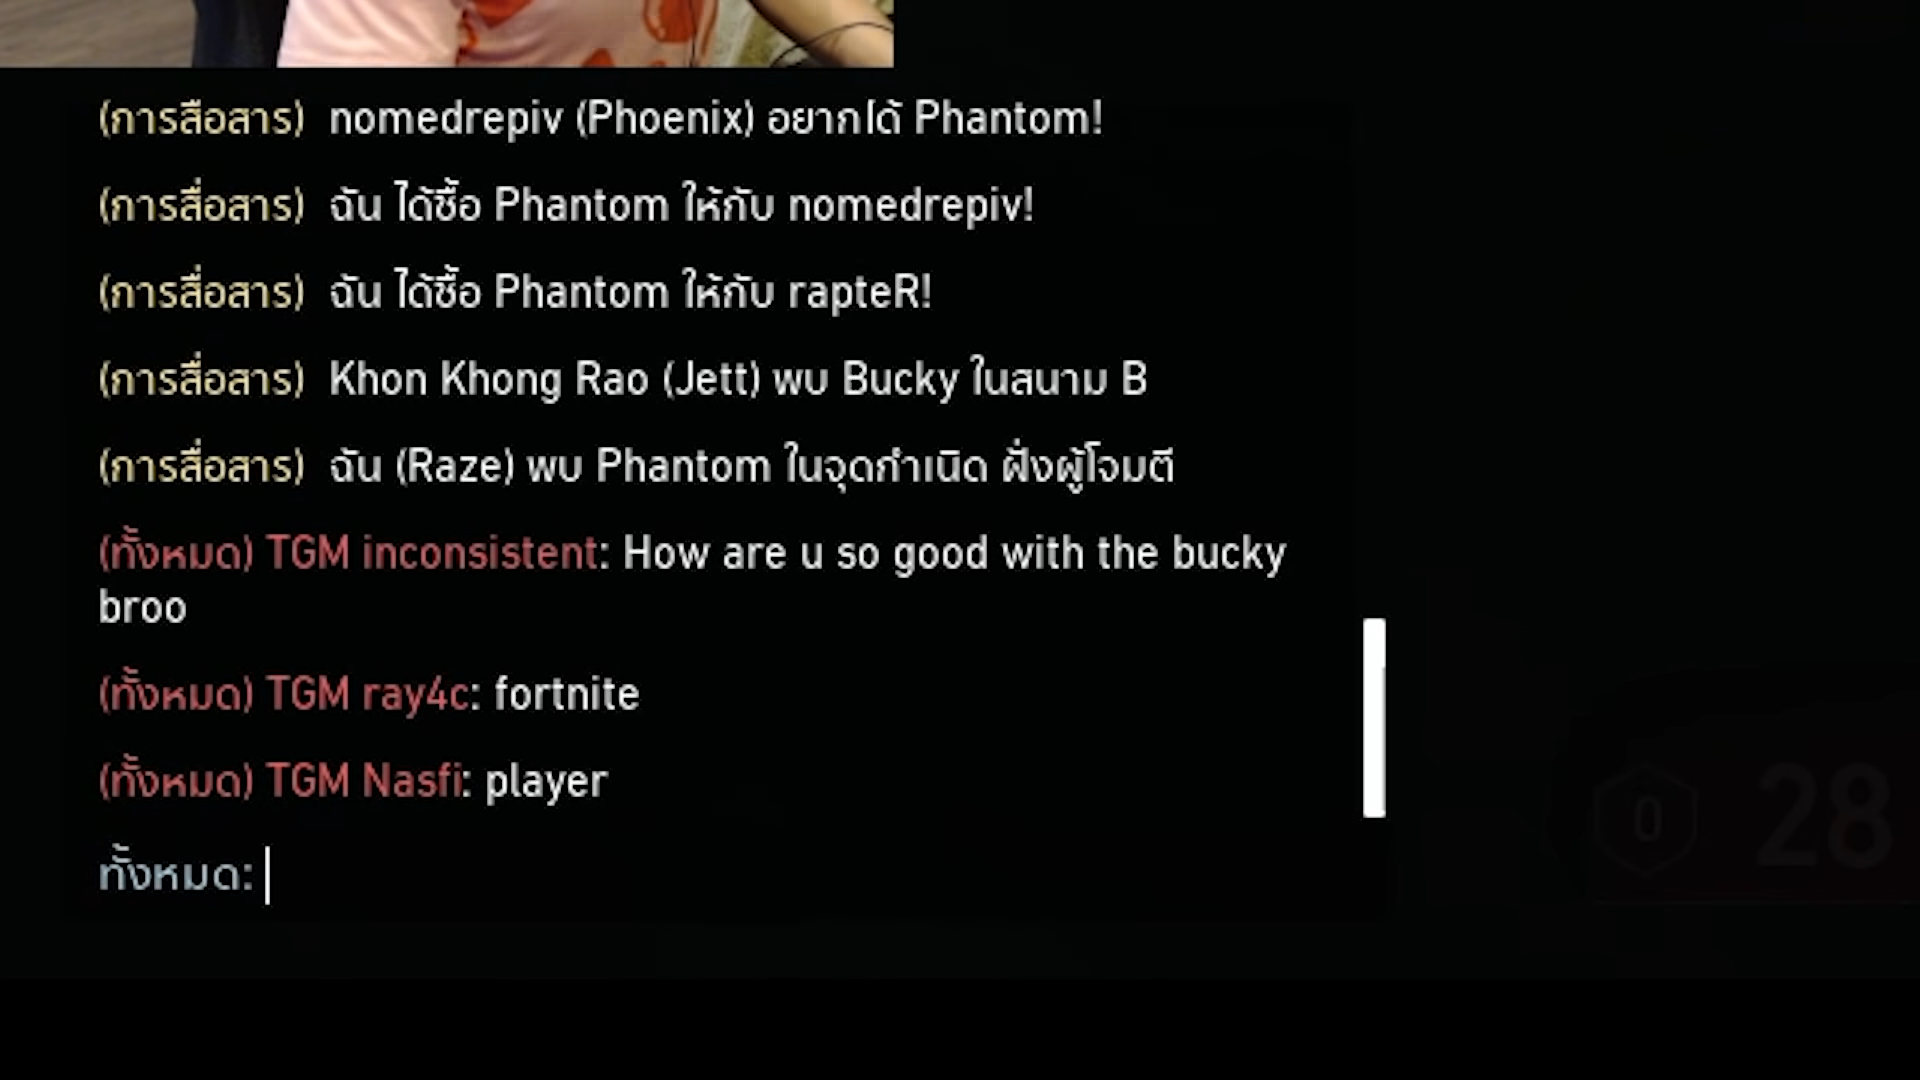 (การสื่อสาร) nomedrepiv (Phoenix) อยากได้ Phantom!
(การสื่อสาร) ฉัน ได้ซื้อ Phantom ให้กับ nomedrepiv!
(การสื่อสาร) ฉัน ได้ซื้อ Phantom ให้กับ rapteR!
(การสื่อสาร) Khon Khong Rao (Jett) พบ Bucky ในสนาม B
(การสื่อสาร) ฉัน (Raze) พบ Phantom ในจุดกำเนิด ฝั่งผู้โจมตี
(ทั้งหมด) TGM inconsistent: How are u so good with the bucky
broo
(ทั้งหมด) TGM ray4c: fortnite
(ทั้งหมด) TGM Nasfi: player
0 28
ทั้งหมด: